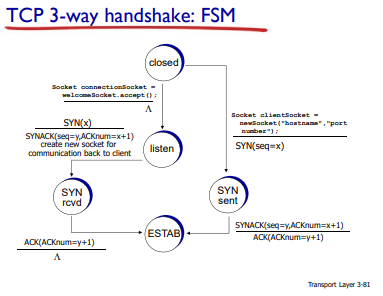 TCP 3-way handshake: FSM
closed
Socket connectionSocket =
welcomeSocket.accept();
Λ
Socket clientSocket =
newSocket("hostname","port
number");
SYN(seq=x)
SYN(x)
SYNACK(seq=y,ACKnum=x+1)
create new socket for
communication back to client
listen
SYN
rcvd
SYN
sent
ESTAB
SYNACK(seq=y,ACKnum=x+1)
ACK(ACKnum=y+1)
ACK(ACKnum=y+1)
Λ
Transport Layer 3-81